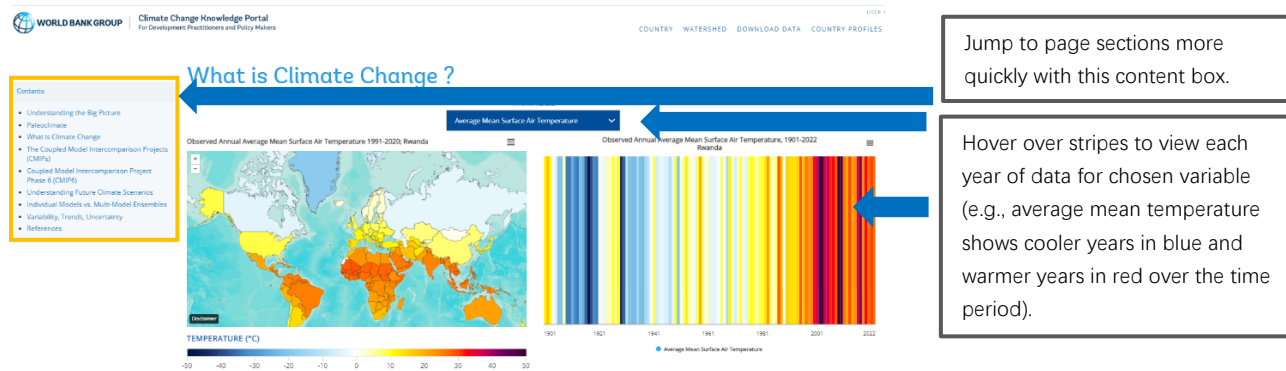 WORLD BANK GROUP
Climate Change Knowledge Portal
For Development Practitioners and Policy Makers
COUNTRY WATERSHED DOWNLOAD DATA COUNTRY PROFILES
What is Climate Change ?
Contents
• Understanding the Big Picture
• Paleoclimate
• What is Climate Change
• The Coupled Model Intercomparison Projects
(CMIPs)
• Coupled Model Intercomparison Project
Phase 6 (CMIP6)
• Understanding Future Climate Scenarios
• Individual Models vs. Multi-Model Ensembles
• Variability, Trends, Uncertainty
• References
Average Mean Surface Air Temperature
Observed Annual Average Mean Surface Air Temperature 1991-2020; Rwanda
+
-
Disclaimer
TEMPERATURE (°C)
-50 -40 -30 -20 -10 0 10 20 30 40 50
Observed Annual Average Mean Surface Air Temperature, 1901-2022
Rwanda
1901 1921 1941 1961 1981 2001 2022
Average Mean Surface Air Temperature
Jump to page sections more
quickly with this content box.
Hover over stripes to view each
year of data for chosen variable
(e.g., average mean temperature
shows cooler years in blue and
warmer years in red over the time
period).